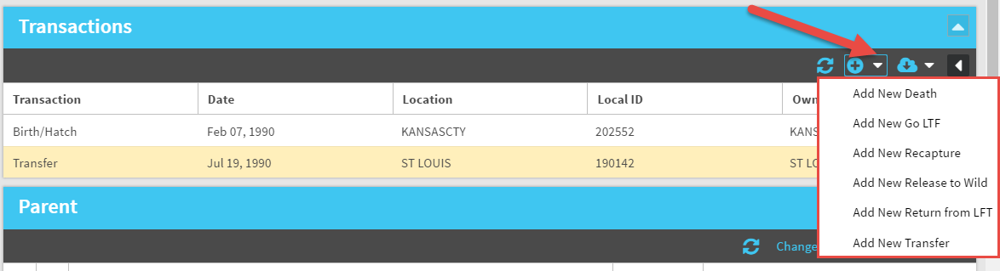 Transactions
Transaction Date Location Local ID Own
Birth/Hatch Feb 07, 1990 KANSASCTY 202552 KANS
Transfer Jul 19, 1990 ST LOUIS 190142 ST LO
Add New Death
Add New Go LTF
Add New Recapture
Add New Release to Wild
Add New Return from LFT
Add New Transfer
Parent
Change